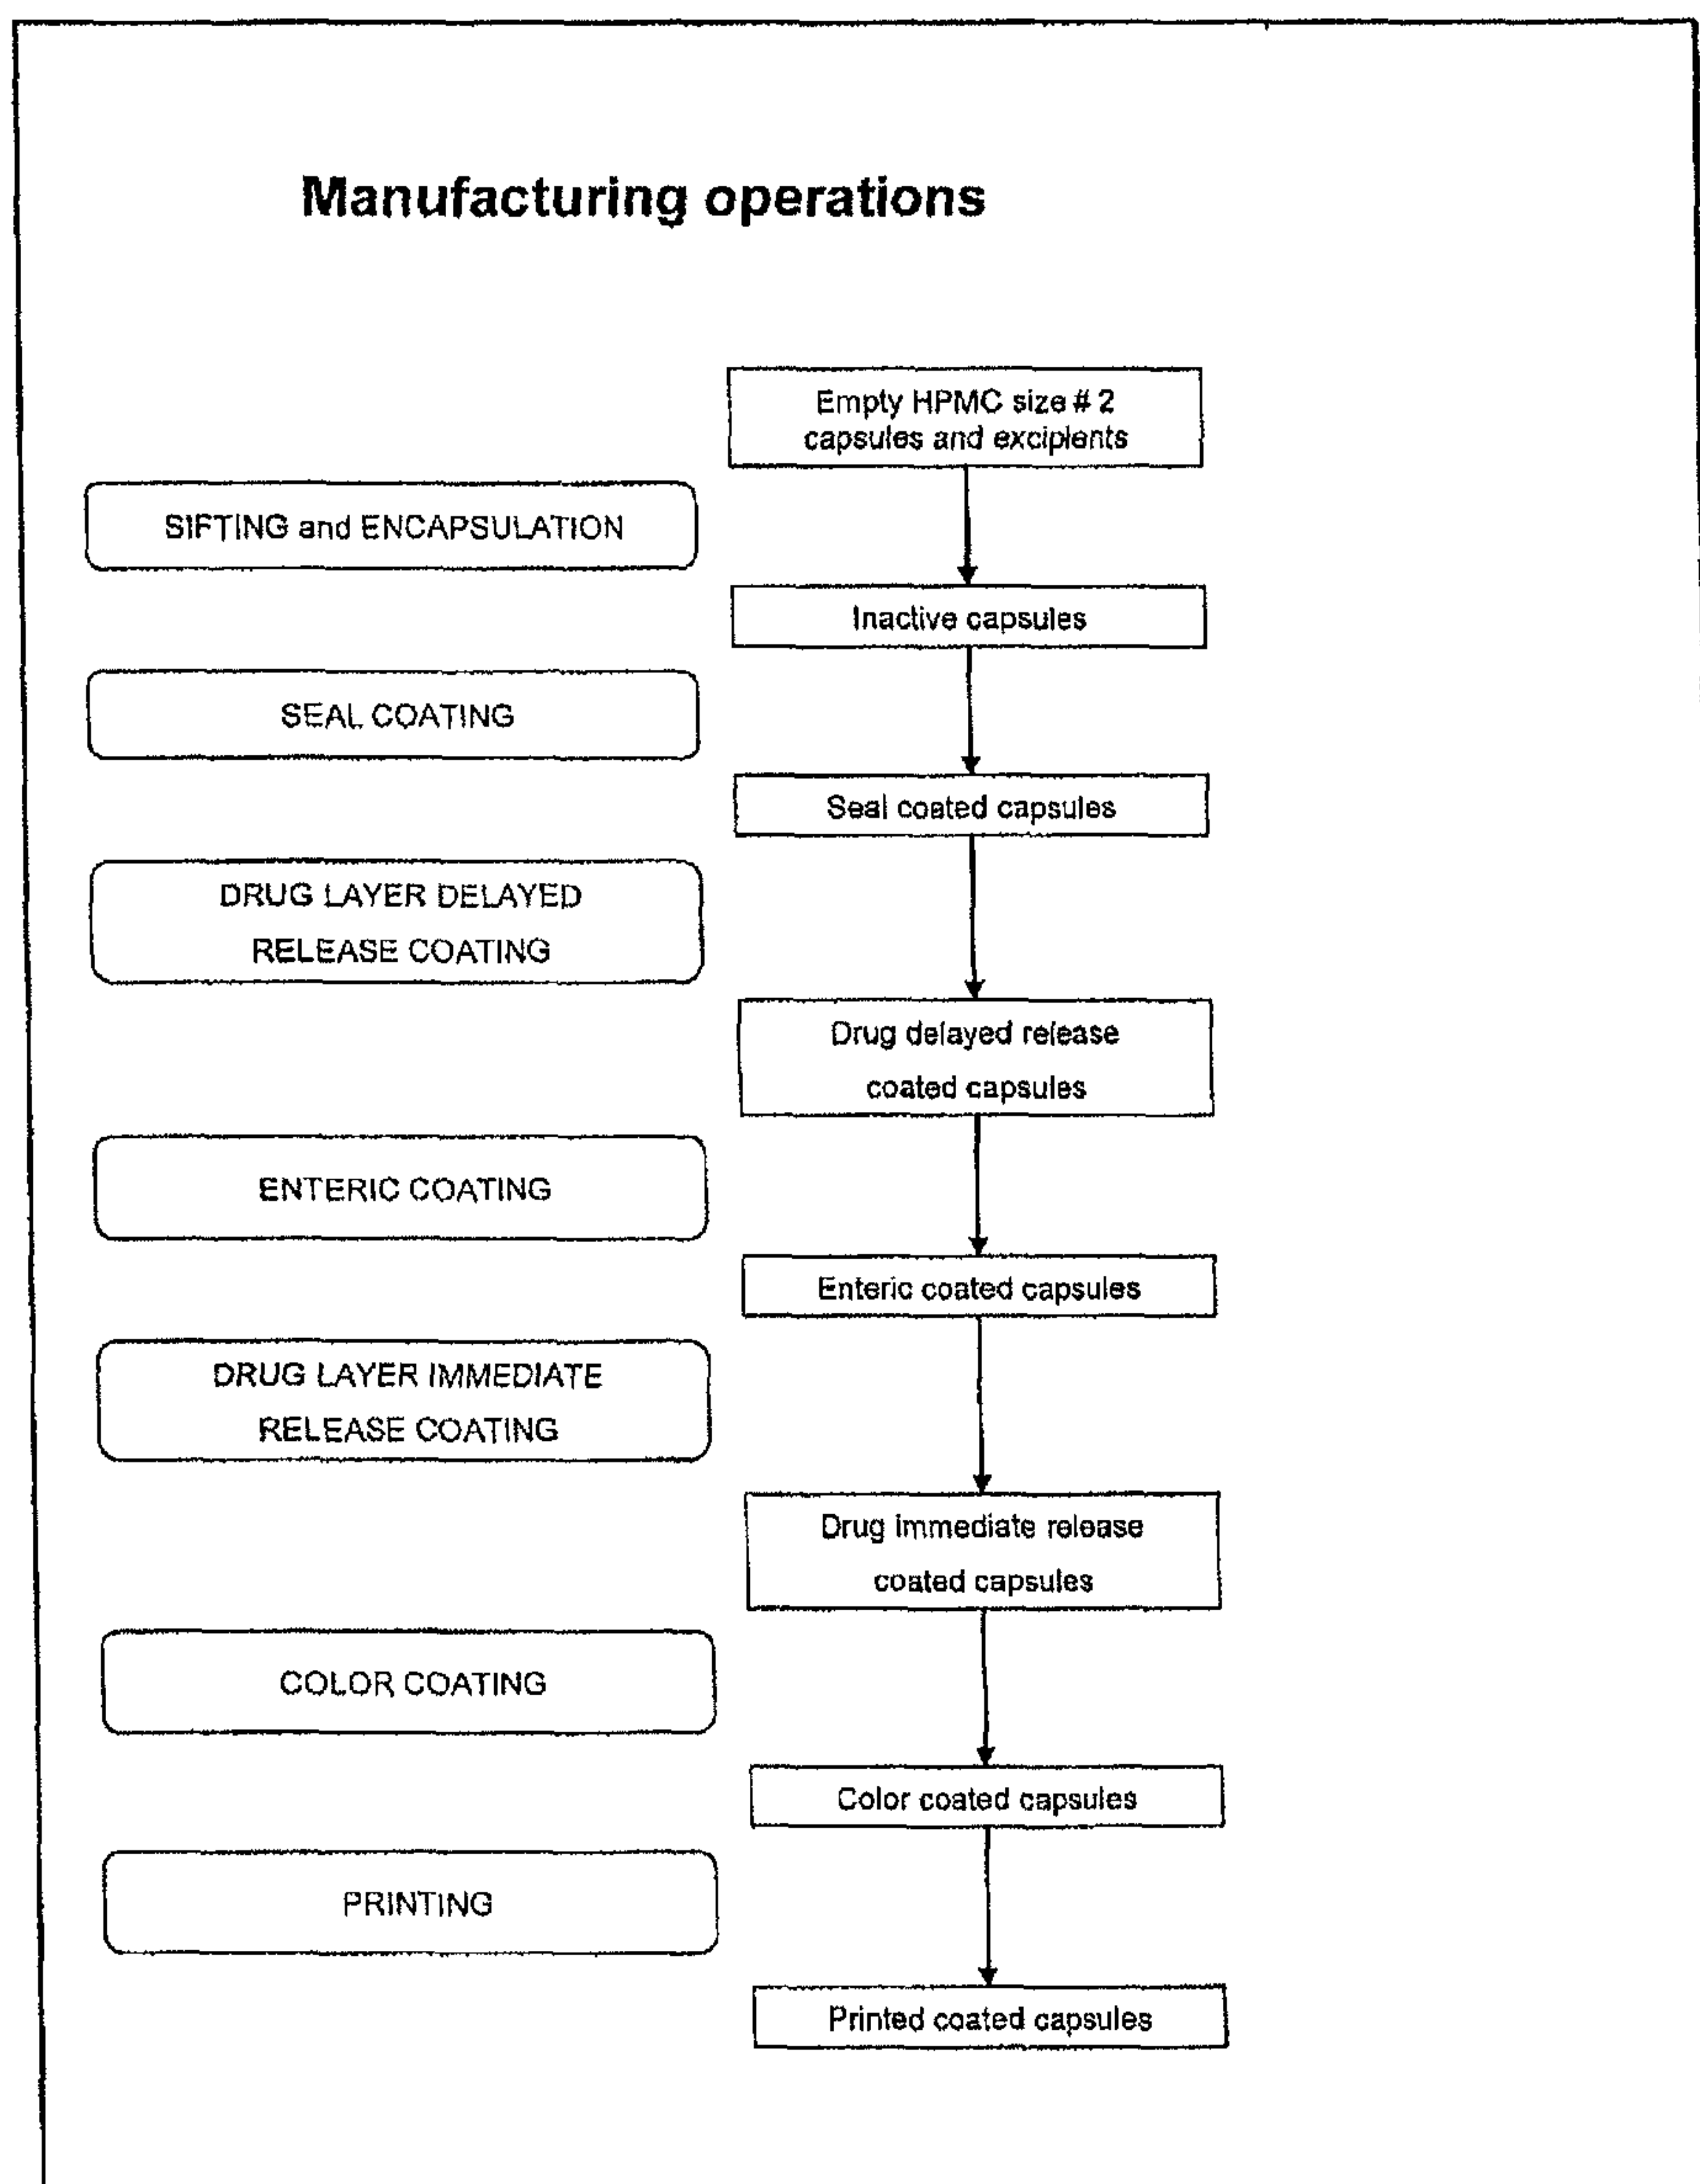 Manufacturing operations
Empty HPMC size # 2
capsules and excipients
SIFTING and ENCAPSULATION
Inactive capsules
SEAL COATING
Seal coated capsules
DRUG LAYER DELAYED
RELEASE COATING
Drug delayed release
coated capsules
ENTERIC COATING
Enteric coated capsules
DRUG LAYER IMMEDIATE
RELEASE COATING
Drug immediate release
coated capsules
COLOR COATING
Color coated capsules
PRINTING
Printed coated capsules